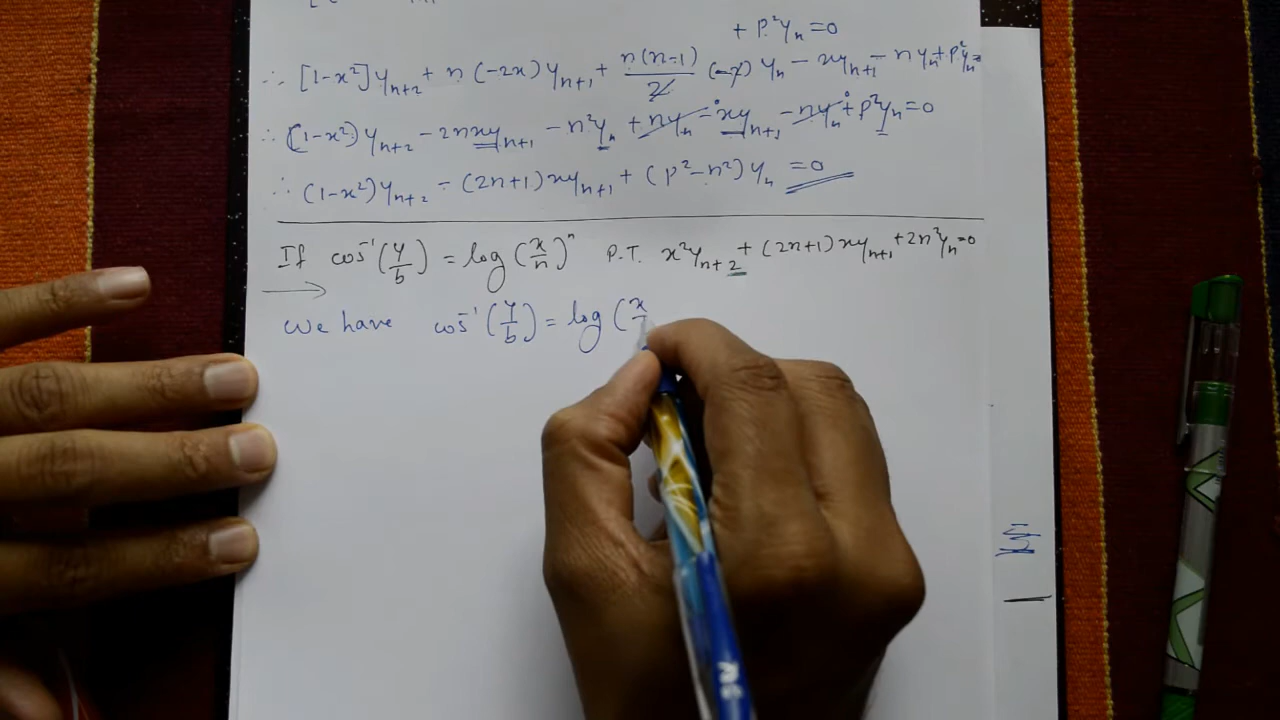 + P²yₙ = 0
∴ [1-x²] yₙ₊₂ + n (-2x) yₙ₊₁ + n(n-1)/2 (-2) yₙ - xyₙ₊₁ - nyₙ + P²yₙ =
∴ (1-x²) yₙ₊₂ - 2nxyₙ₊₁ - n²yₙ + nyₙ - xyₙ₊₁ - nyₙ + P²yₙ = 0
∴ (1-x²) yₙ₊₂ - (2n+1) xyₙ₊₁ + (P²-n²) yₙ = 0
If cos⁻¹(y/b) = log (x/n)ⁿ P.T. x²yₙ₊₂ + (2n+1) xyₙ₊₁ + 2n²yₙ = 0
We have cos⁻¹(y/b) = log (x